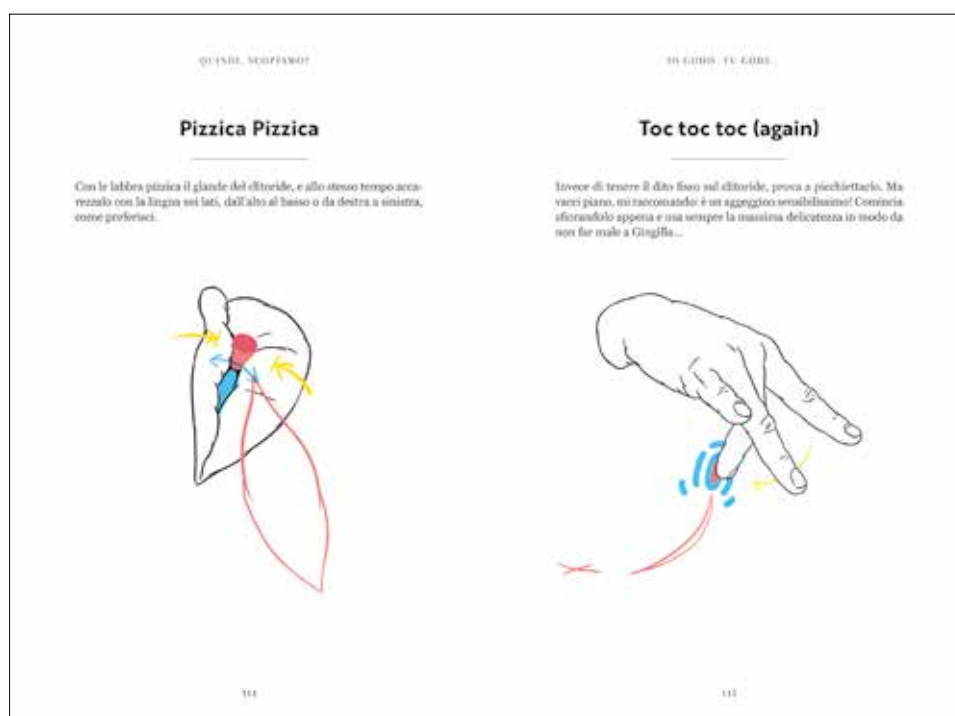 QUINDI, SCOPIAMO?
Pizzica Pizzica
Con le labbra pizzica il glande del clitoride, e allo stesso tempo acca-
rezzalo con la lingua sui lati, dall'alto al basso o da destra a sinistra,
come preferisci.
IO GODO, TU GODI…
Toc toc toc (again)
Invece di tenere il dito fisso sul clitoride, prova a picchiettarlo. Ma
vacci piano, mi raccomando: è un aggeggino sensibilissimo! Comincia
sfiorandolo appena e usa sempre la massima delicatezza in modo da
non far male a Gingilla…